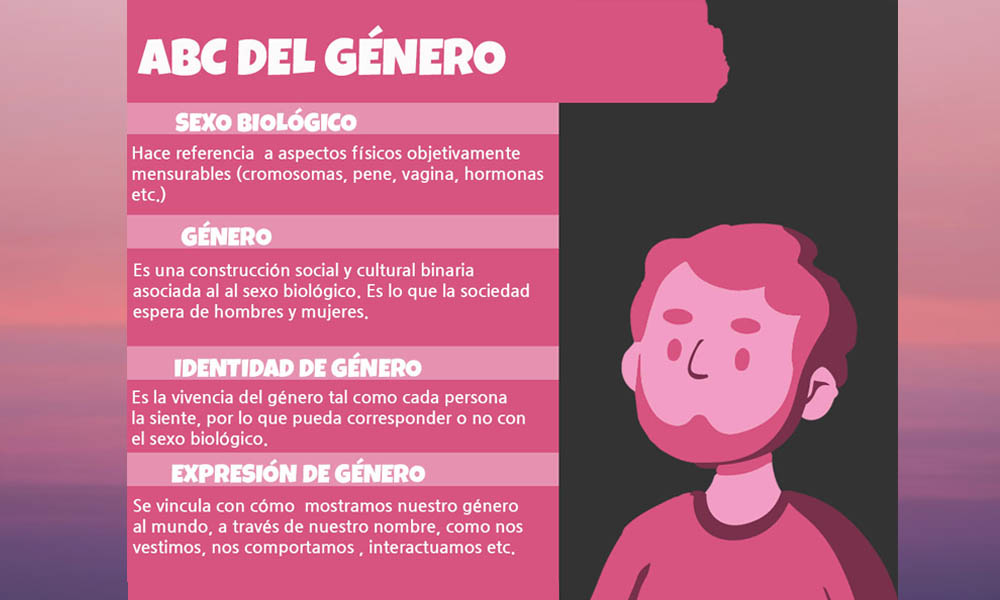 ABC DEL GÉNERO
SEXO BIOLÓGICO
Hace referencia a aspectos físicos objetivamente
mensurables (cromosomas, pene, vagina, hormonas
etc.)
GÉNERO
Es una construcción social y cultural binaria
asociada al al sexo biológico. Es lo que la sociedad
espera de hombres y mujeres.
IDENTIDAD DE GÉNERO
Es la vivencia del género tal como cada persona
la siente, por lo que pueda corresponder o no con
el sexo biológico.
EXPRESIÓN DE GÉNERO
Se vincula con cómo mostramos nuestro género
al mundo, a través de nuestro nombre, como nos
vestimos, nos comportamos , interactuamos etc.